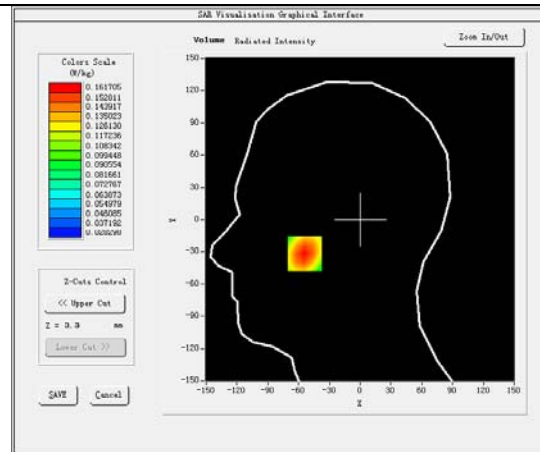 SAR Visualisation Graphical Interface
Volume Radiated Intensity
Zoom In/Out
Colors Scale
(W/kg)
0.161705
0.152811
0.143917
0.135023
0.126130
0.117236
0.108342
0.099448
0.090554
0.081661
0.072767
0.063873
0.054979
0.046085
0.037192
Z-Cuts Control
<< Upper Cut
Z = 3.3 mm
Lower Cut >>
SAVE
Cancel
150
120
90
60
30
0
-30
-60
-90
-120
-150
Y
-150 -120 -90 -60 -30 0 30 60 90 120 150
X